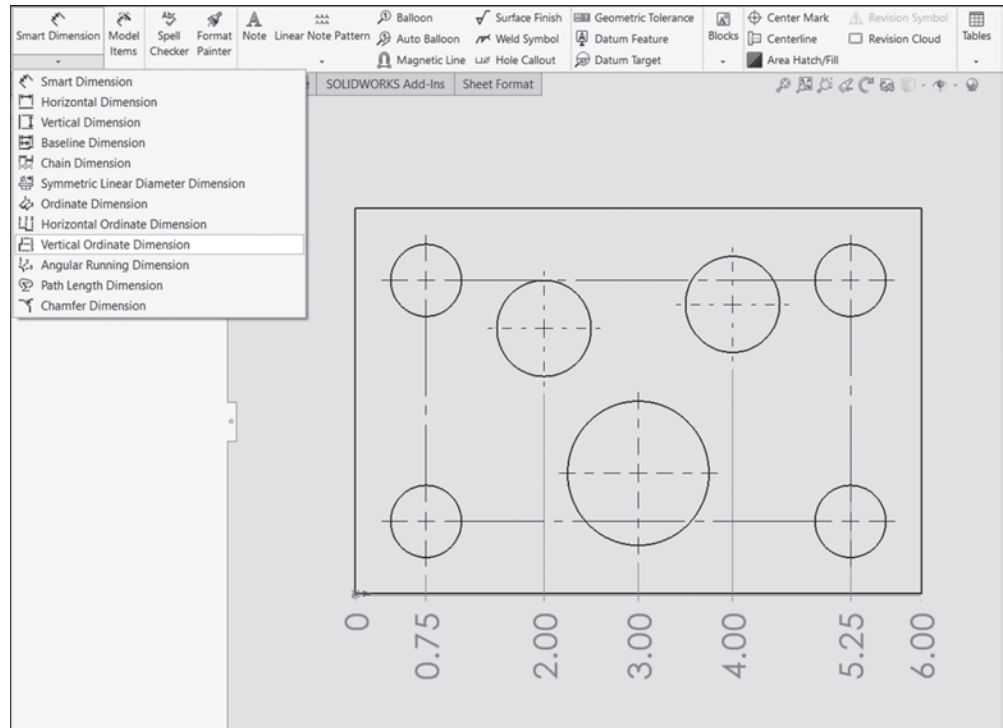 Smart Dimension
Model Items
Spell Checker
Format Painter
Note
Linear Note Pattern
Balloon
Auto Balloon
Magnetic Line
Surface Finish
Weld Symbol
Hole Callout
Geometric Tolerance
Datum Feature
Datum Target
Blocks
Center Mark
Centerline
Area Hatch/Fill
Revision Symbol
Revision Cloud
Tables
SOLIDWORKS Add-Ins
Sheet Format
Smart Dimension
Horizontal Dimension
Vertical Dimension
Baseline Dimension
Chain Dimension
Symmetric Linear Diameter Dimension
Ordinate Dimension
Horizontal Ordinate Dimension
Vertical Ordinate Dimension
Angular Running Dimension
Path Length Dimension
Chamfer Dimension
0
0.75
2.00
3.00
4.00
5.25
6.00